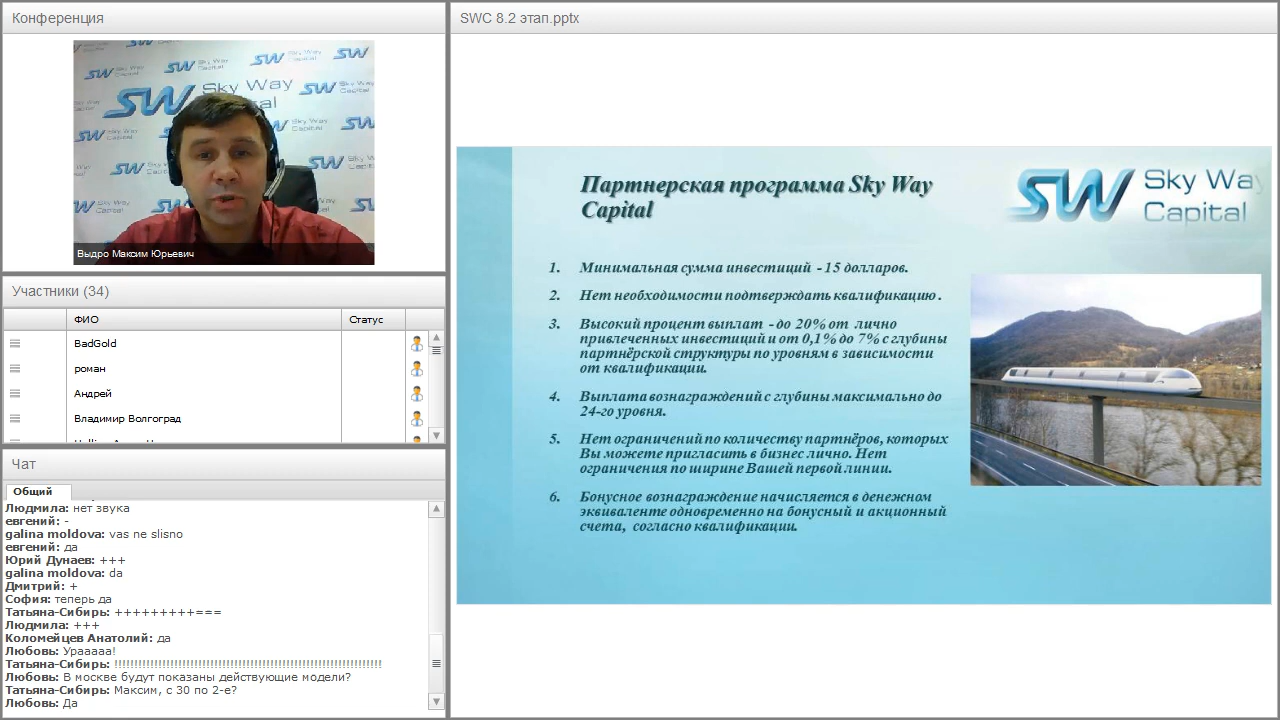 Конференция
SW
Sky Way
Capital
Выдро Максим Юрьевич
Участники (34)
ФИО
Статус
BadGold
роман
Андрей
Владимир Волгоград
Чат
Общий
Людмила: нет звука
евгений: -
galina moldova: vas ne slisno
евгений: да
Юрий Дунаев: +++
galina moldova: da
Дмитрий: +
София: теперь да
Татьяна-Сибирь: +++++++++===
Людмила: +++
Коломейцев Анатолий: да
Любовь: Урааааа!
Татьяна-Сибирь: !!!!!!!!!!!!!!!!!!!!!!!!!!!!!!!!!!!!!!!!!!!!!!!!!!!!!!!!!!!!!!!!!!!
Любовь: В москве будут показаны действующие модели?
Татьяна-Сибирь: Максим, с 30 по 2-е?
Любовь: Да
SWC 8.2 этап.pptx
Партнерская программа Sky Way
Capital
SW Sky Way
Capital
1. Минимальная сумма инвестиций - 15 долларов.
2. Нет необходимости подтверждать квалификацию .
3. Высокий процент выплат - до 20% от лично
привлеченных инвестиций и от 0,1% до 7% с глубины
партнёрской структуры по уровням в зависимости
от квалификации.
4. Выплата вознаграждений с глубины максимально до
24-го уровня.
5. Нет ограничений по количеству партнёров, которых
Вы можете пригласить в бизнес лично. Нет
ограничения по ширине Вашей первой линии.
6. Бонусное вознаграждение начисляется в денежном
эквиваленте одновременно на бонусный и акционный
счета, согласно квалификации.